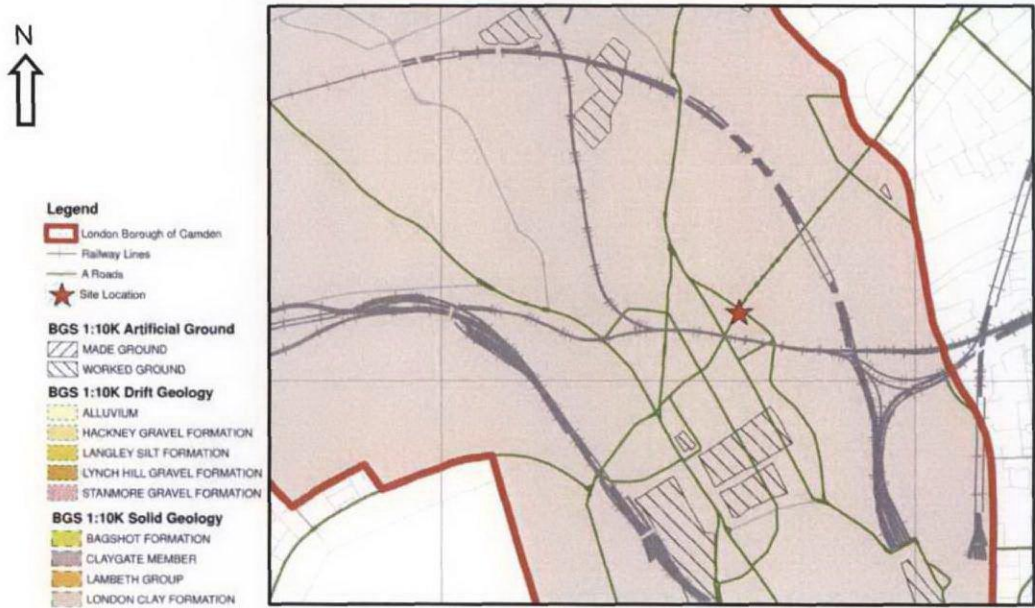 N
Legend
London Borough of Camden
Railway Lines
A Roads
Site Location
BGS 1:10K Artificial Ground
MADE GROUND
WORKED GROUND
BGS 1:10K Drift Geology
ALLUVIUM
HACKNEY GRAVEL FORMATION
LANGLEY SILT FORMATION
LYNCH HILL GRAVEL FORMATION
STANMORE GRAVEL FORMATION
BGS 1:10K Solid Geology
BAGSHOT FORMATION
CLAYGATE MEMBER
LAMBETH GROUP
LONDON CLAY FORMATION